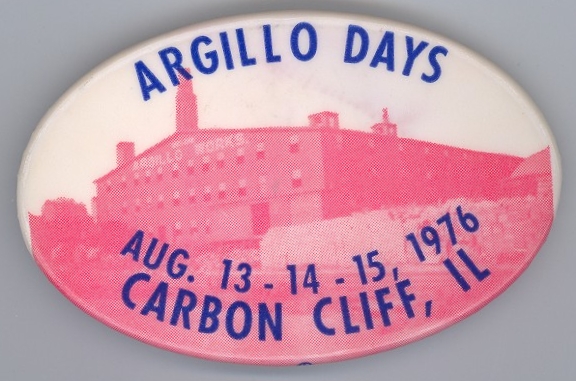 ARGILLO DAYS
ARGILLO WORKS.
AUG. 13 - 14 - 15, 1976
CARBON CLIFF, IL